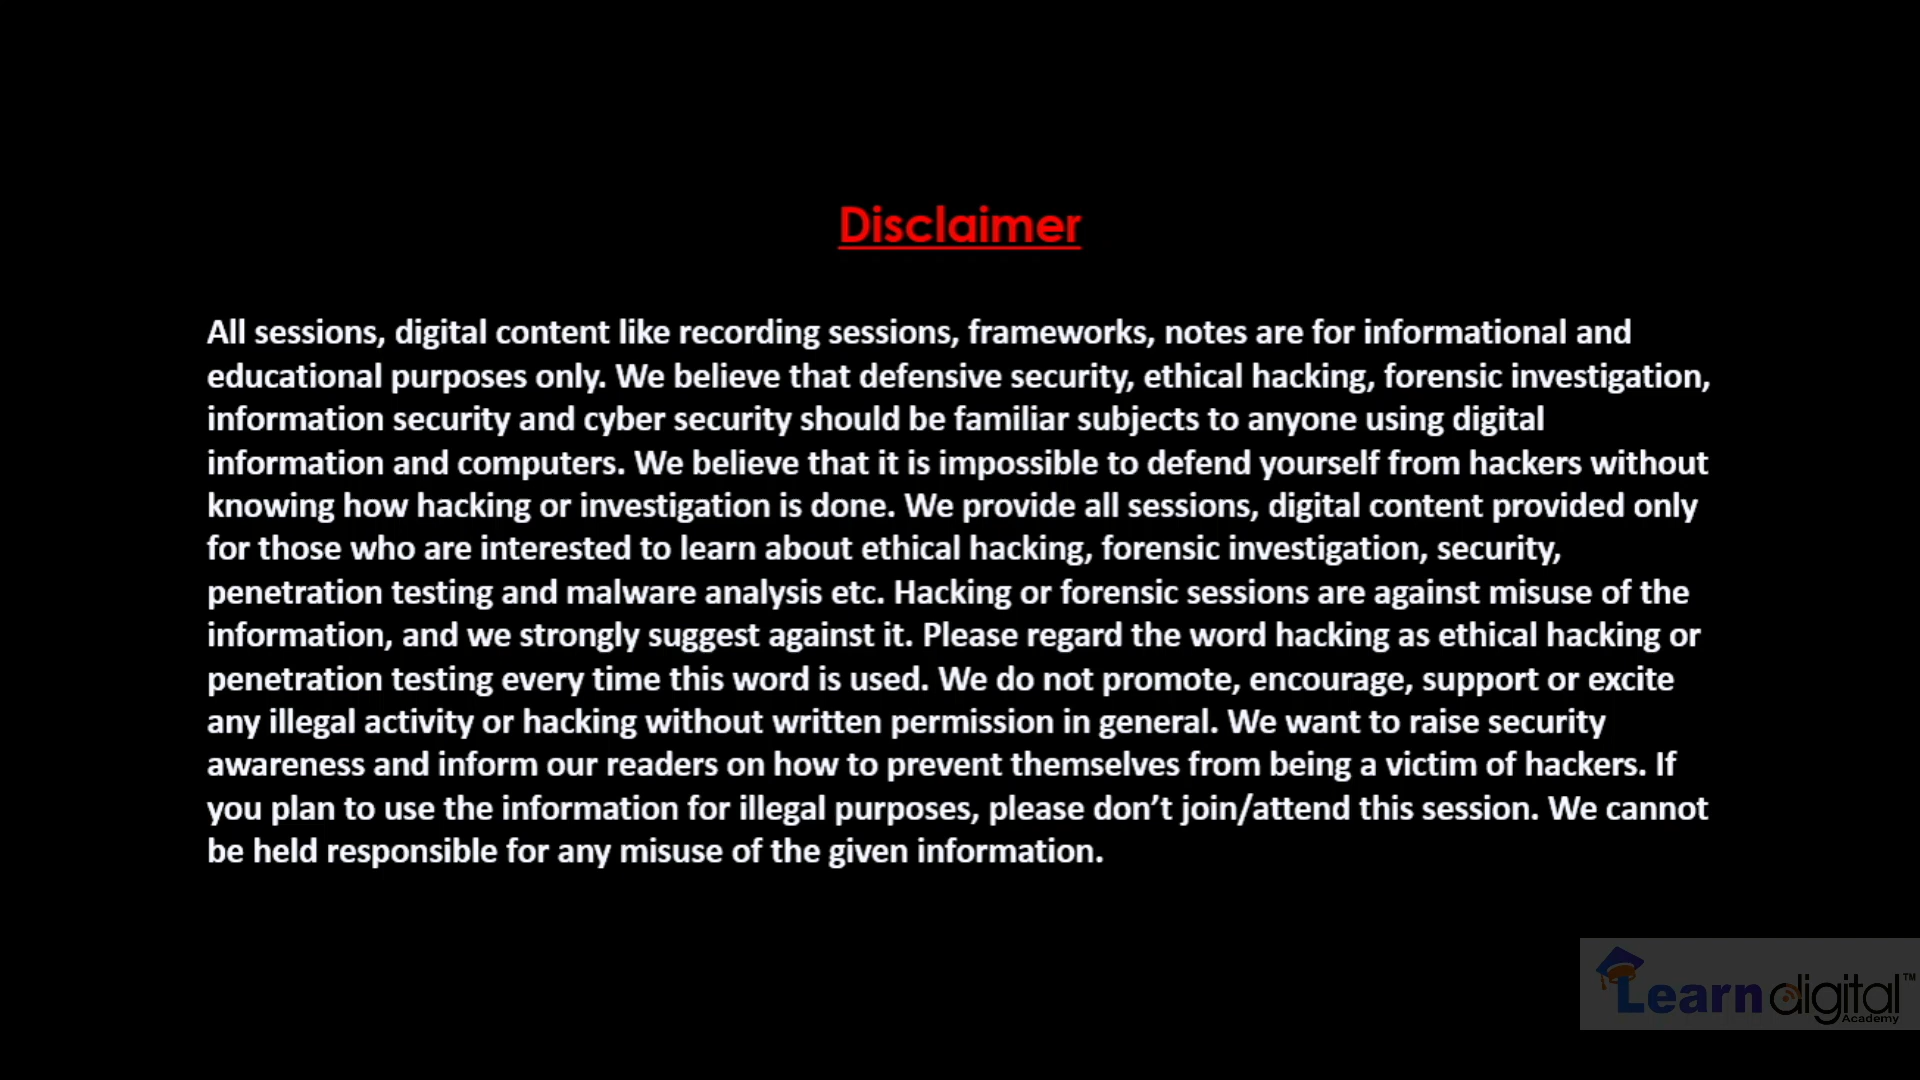 Disclaimer
All sessions, digital content like recording sessions, frameworks, notes are for informational and
educational purposes only. We believe that defensive security, ethical hacking, forensic investigation,
information security and cyber security should be familiar subjects to anyone using digital
information and computers. We believe that it is impossible to defend yourself from hackers without
knowing how hacking or investigation is done. We provide all sessions, digital content provided only
for those who are interested to learn about ethical hacking, forensic investigation, security,
penetration testing and malware analysis etc. Hacking or forensic sessions are against misuse of the
information, and we strongly suggest against it. Please regard the word hacking as ethical hacking or
penetration testing every time this word is used. We do not promote, encourage, support or excite
any illegal activity or hacking without written permission in general. We want to raise security
awareness and inform our readers on how to prevent themselves from being a victim of hackers. If
you plan to use the information for illegal purposes, please don’t join/attend this session. We cannot
be held responsible for any misuse of the given information.
Learn digital™
Academy